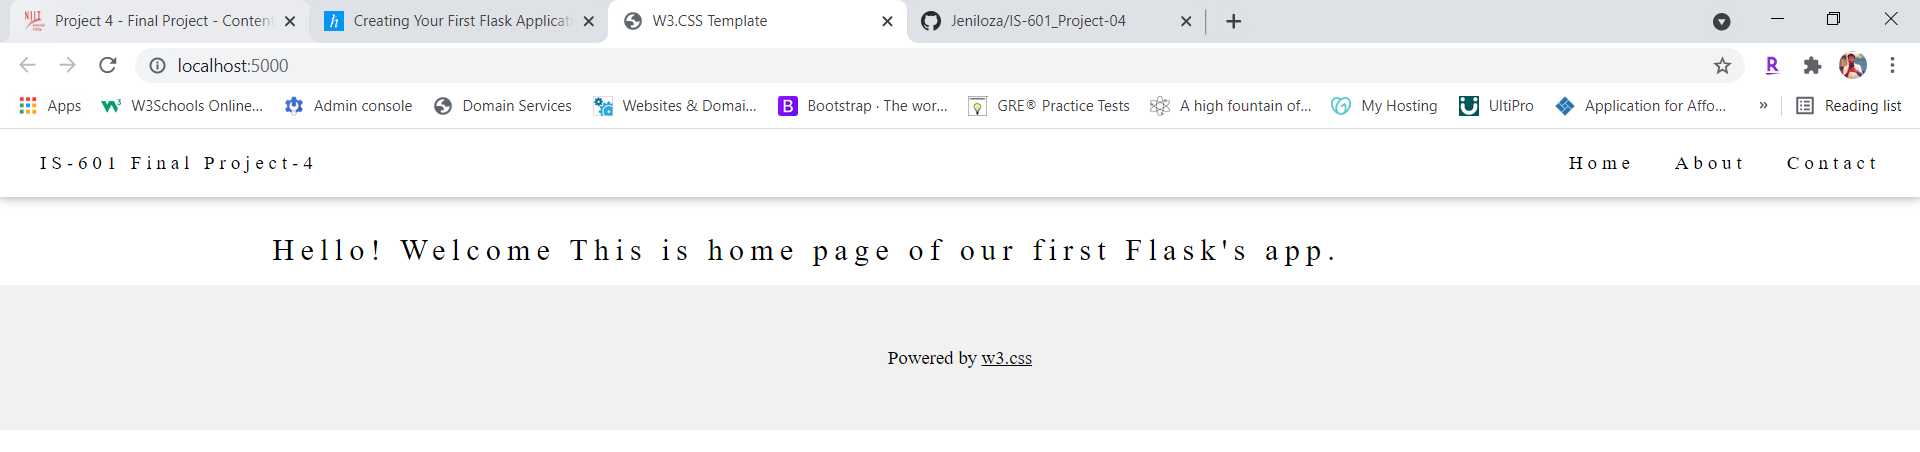 Project 4 - Final Project - Content
Creating Your First Flask Applicati
W3.CSS Template
Jeniloza/IS-601_Project-04
localhost:5000
Apps
W3Schools Online...
Admin console
Domain Services
Websites & Domai...
Bootstrap · The wor...
GRE® Practice Tests
A high fountain of...
My Hosting
UltiPro
Application for Affo...
»
Reading list
IS-601 Final Project-4
Home
About
Contact
Hello! Welcome This is home page of our first Flask's app.
Powered by w3.css